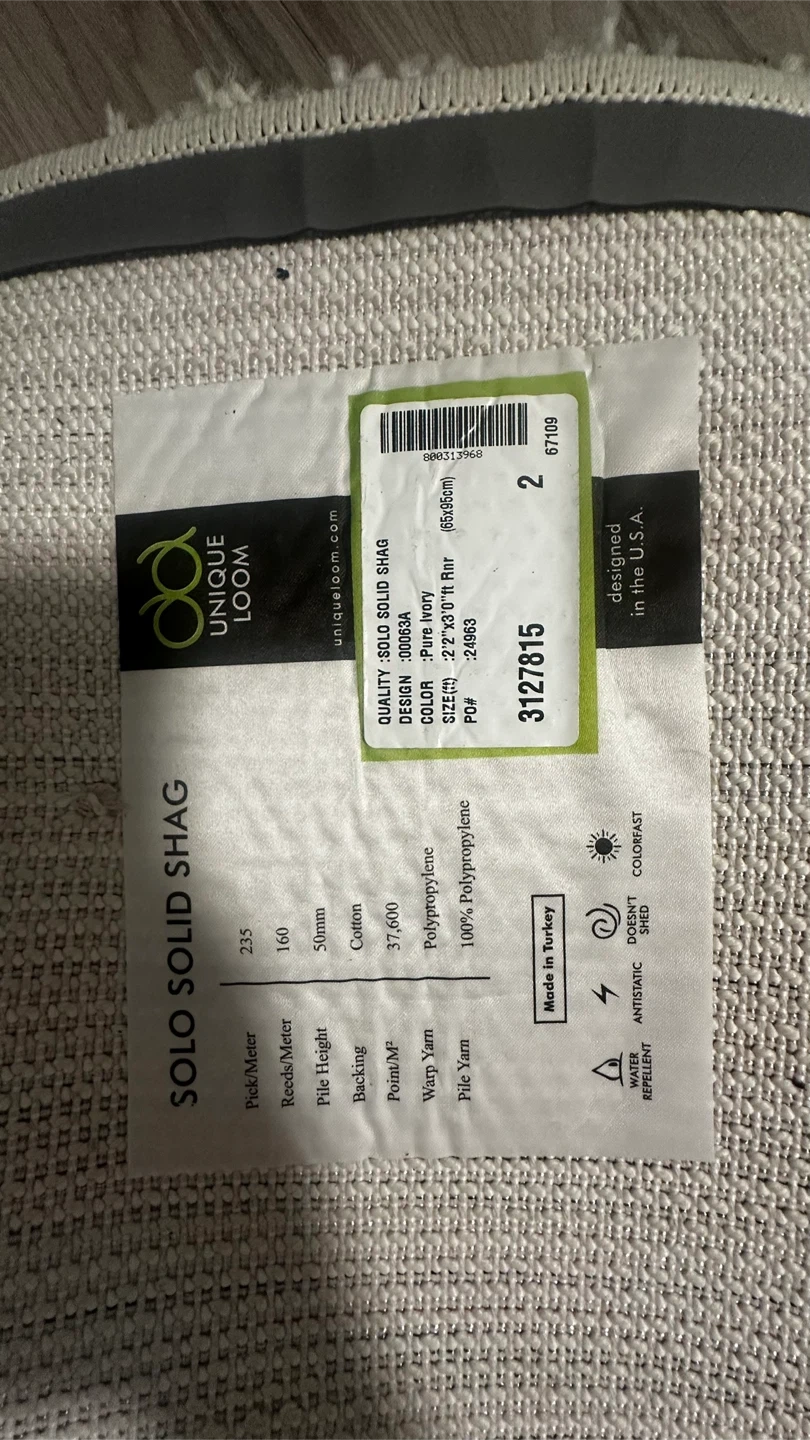 SOLO SOLID SHAG
Pick/Meter 235
Reeds/Meter 160
Pile Height 50mm
Backing Cotton
Point/M² 37,600
Warp Yarn Polyptopylene
Pile Yarn 100% Polypropylene
Made in Turkey
WATER REPELLENT
ANTISTATIC
DOESN'T SHED
COLORFAST
UNIQUE
LOOM
uniqueloom.com
QUALITY :SOLO SOLID SHAG
DESIGN :00063A
COLOR :Pure Ivory
SIZE(ft) :2'2"x3'0"ft Rnr (65x95cm)
PO# :24963
3127815 2
800313968
67109
designed
in the U.S.A.